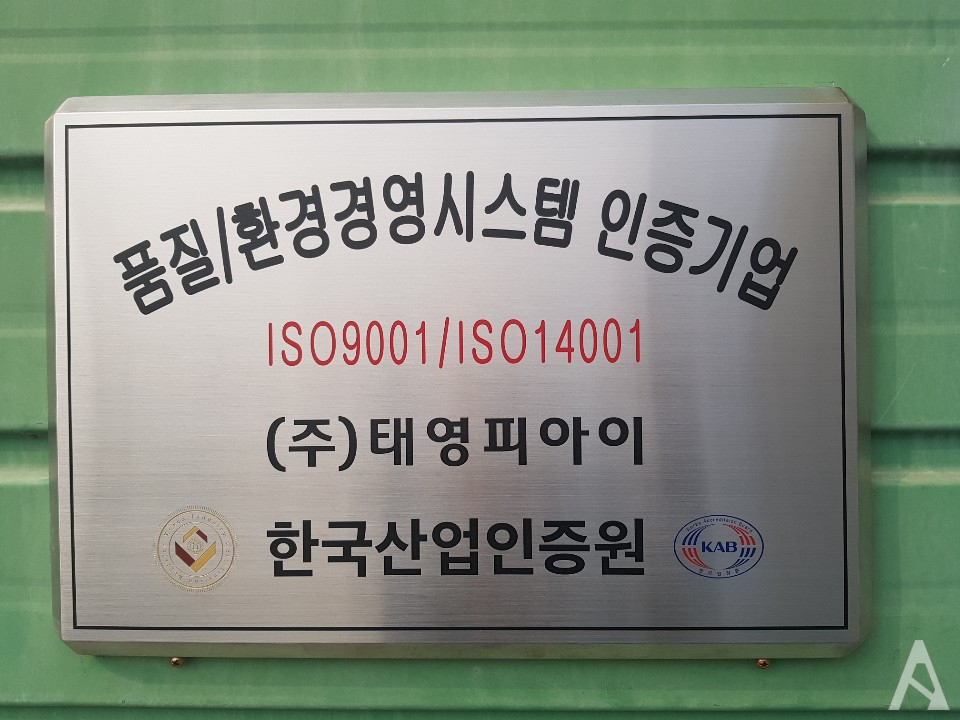 품질/환경경영시스템 인증기업
ISO9001/ISO14001
(주)태영피아이
한국산업인증원
KAB